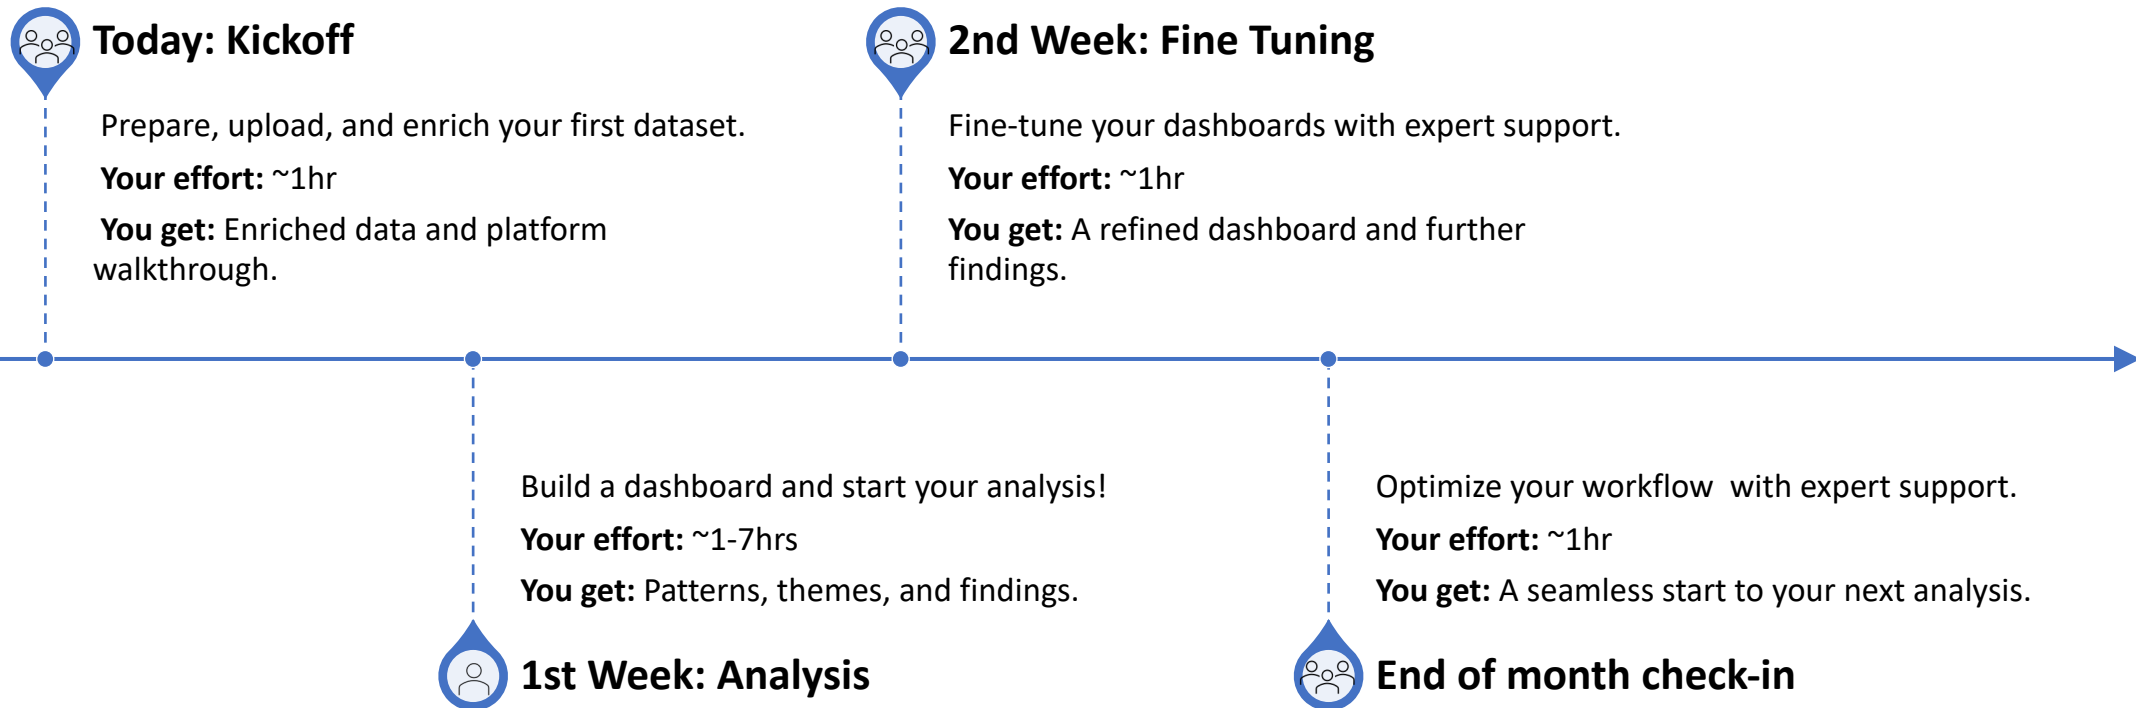 Today: Kickoff
Prepare, upload, and enrich your first dataset.
Your effort: ~1hr
You get: Enriched data and platform
walkthrough.
2nd Week: Fine Tuning
Fine-tune your dashboards with expert support.
Your effort: ~1hr
You get: A refined dashboard and further
findings.
Build a dashboard and start your analysis!
Your effort: ~1-7hrs
You get: Patterns, themes, and findings.
1st Week: Analysis
Optimize your workflow  with expert support.
Your effort: ~1hr
You get: A seamless start to your next analysis.
End of month check-in